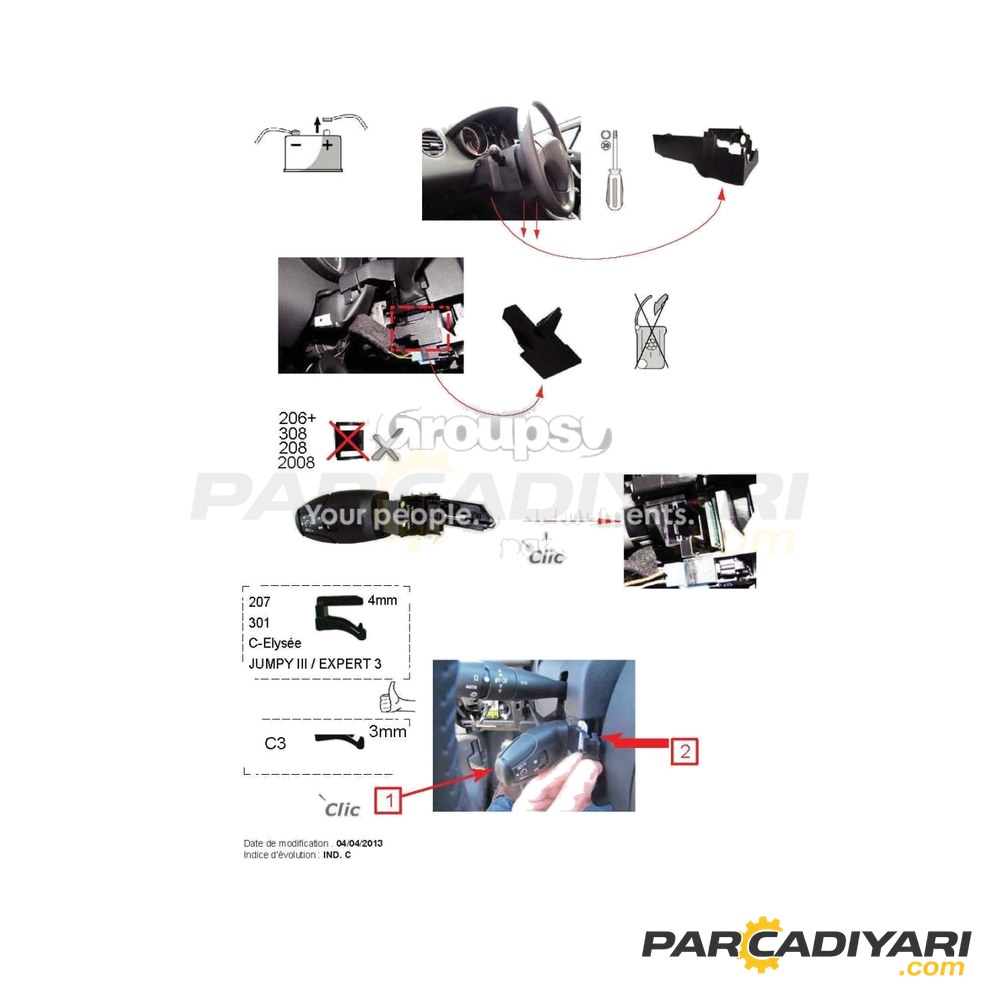 20
Groups
206+
308
208
2008
PARCADIYARI
.com
Your people.
Clic
207
4mm
301
C-Elysée
JUMPY III / EXPERT 3
C3
3mm
2
1
Clic
Date de modification : 04/04/2013
Indice d'évolution : IND. C
PARCADIYARI
.com